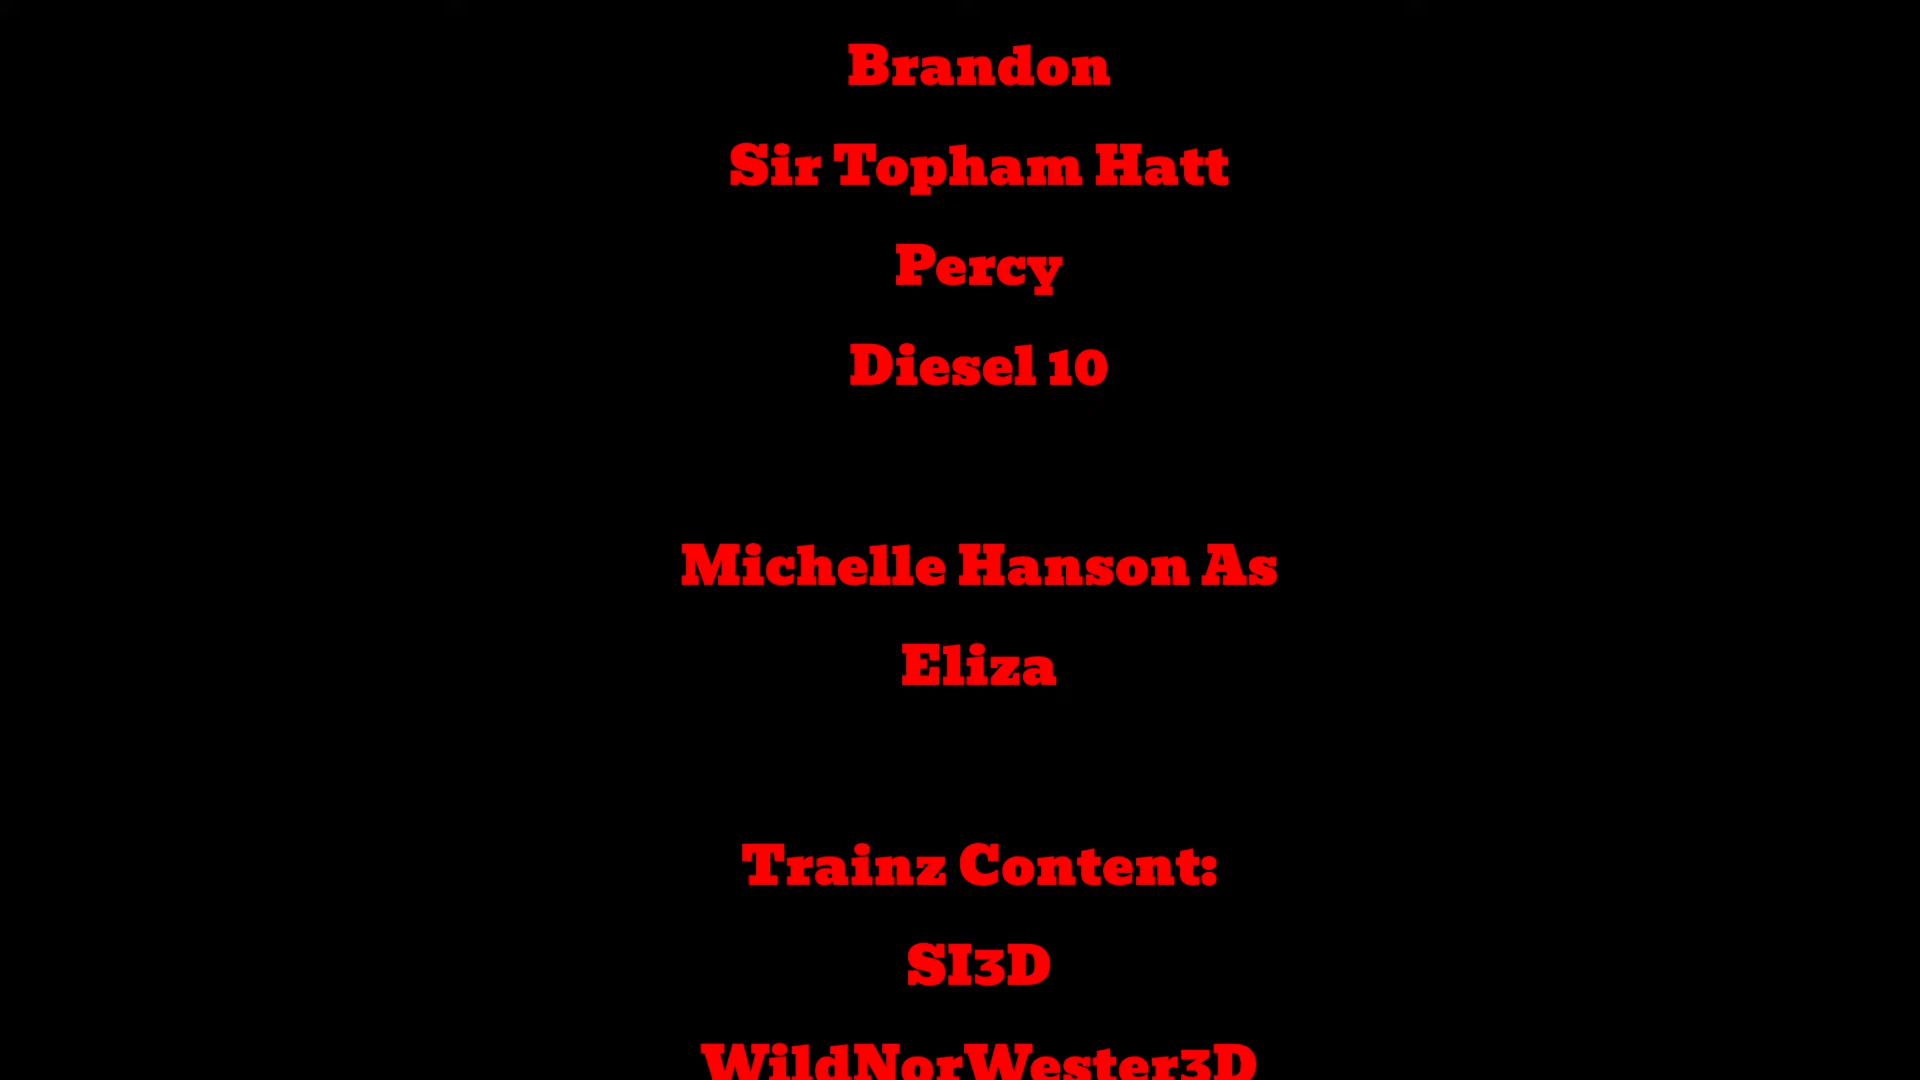 Brandon
Sir Topham Hatt
Percy
Diesel 10
Michelle Hanson As
Eliza
Trainz Content:
SI3D
WildNorWester3D